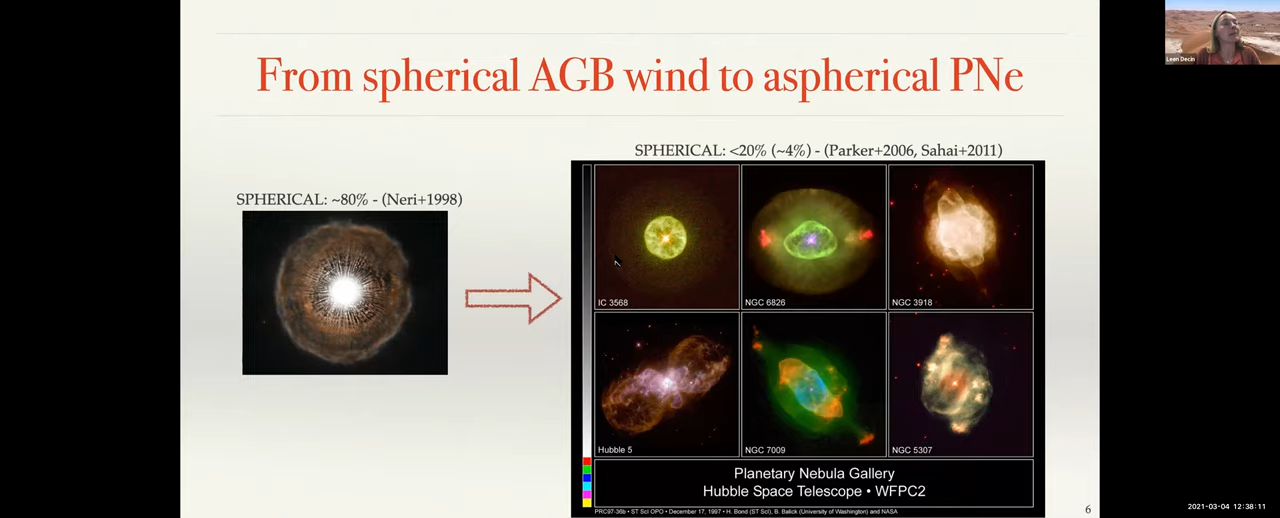 From spherical AGB wind to aspherical PNe
Leen Decin
SPHERICAL: <20% (~4%) - (Parker+2006, Sahai+2011)
SPHERICAL: ~80% - (Neri+1998)
IC 3568
NGC 6826
NGC 3918
Hubble 5
NGC 7009
NGC 5307
Planetary Nebula Gallery
Hubble Space Telescope • WFPC2
PRC97-38b • ST ScI OPO • December 17, 1997 • H. Bond (ST ScI), B. Balick (University of Washington) and NASA
6
2021-03-04 12:38:11